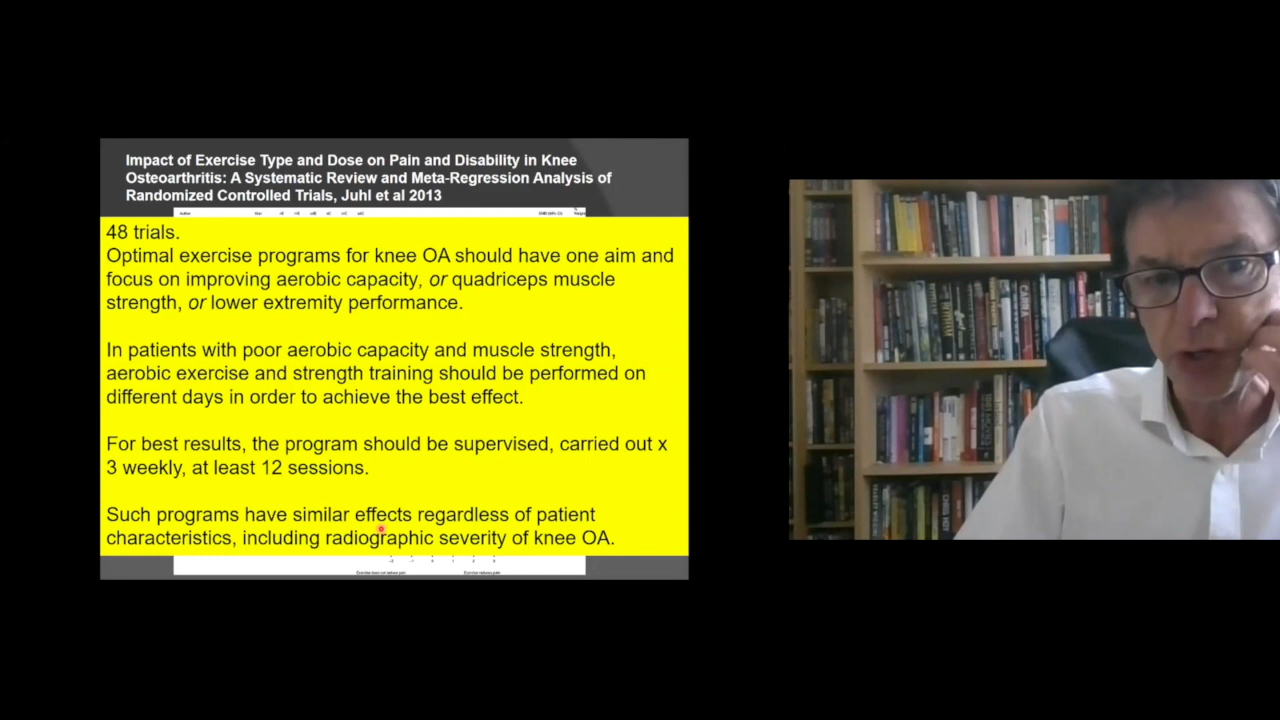 Impact of Exercise Type and Dose on Pain and Disability in Knee
Osteoarthritis: A Systematic Review and Meta-Regression Analysis of
Randomized Controlled Trials, Juhl et al 2013
48 trials.
Optimal exercise programs for knee OA should have one aim and
focus on improving aerobic capacity, or quadriceps muscle
strength, or lower extremity performance.
In patients with poor aerobic capacity and muscle strength,
aerobic exercise and strength training should be performed on
different days in order to achieve the best effect.
For best results, the program should be supervised, carried out x
3 weekly, at least 12 sessions.
Such programs have similar effects regardless of patient
characteristics, including radiographic severity of knee OA.